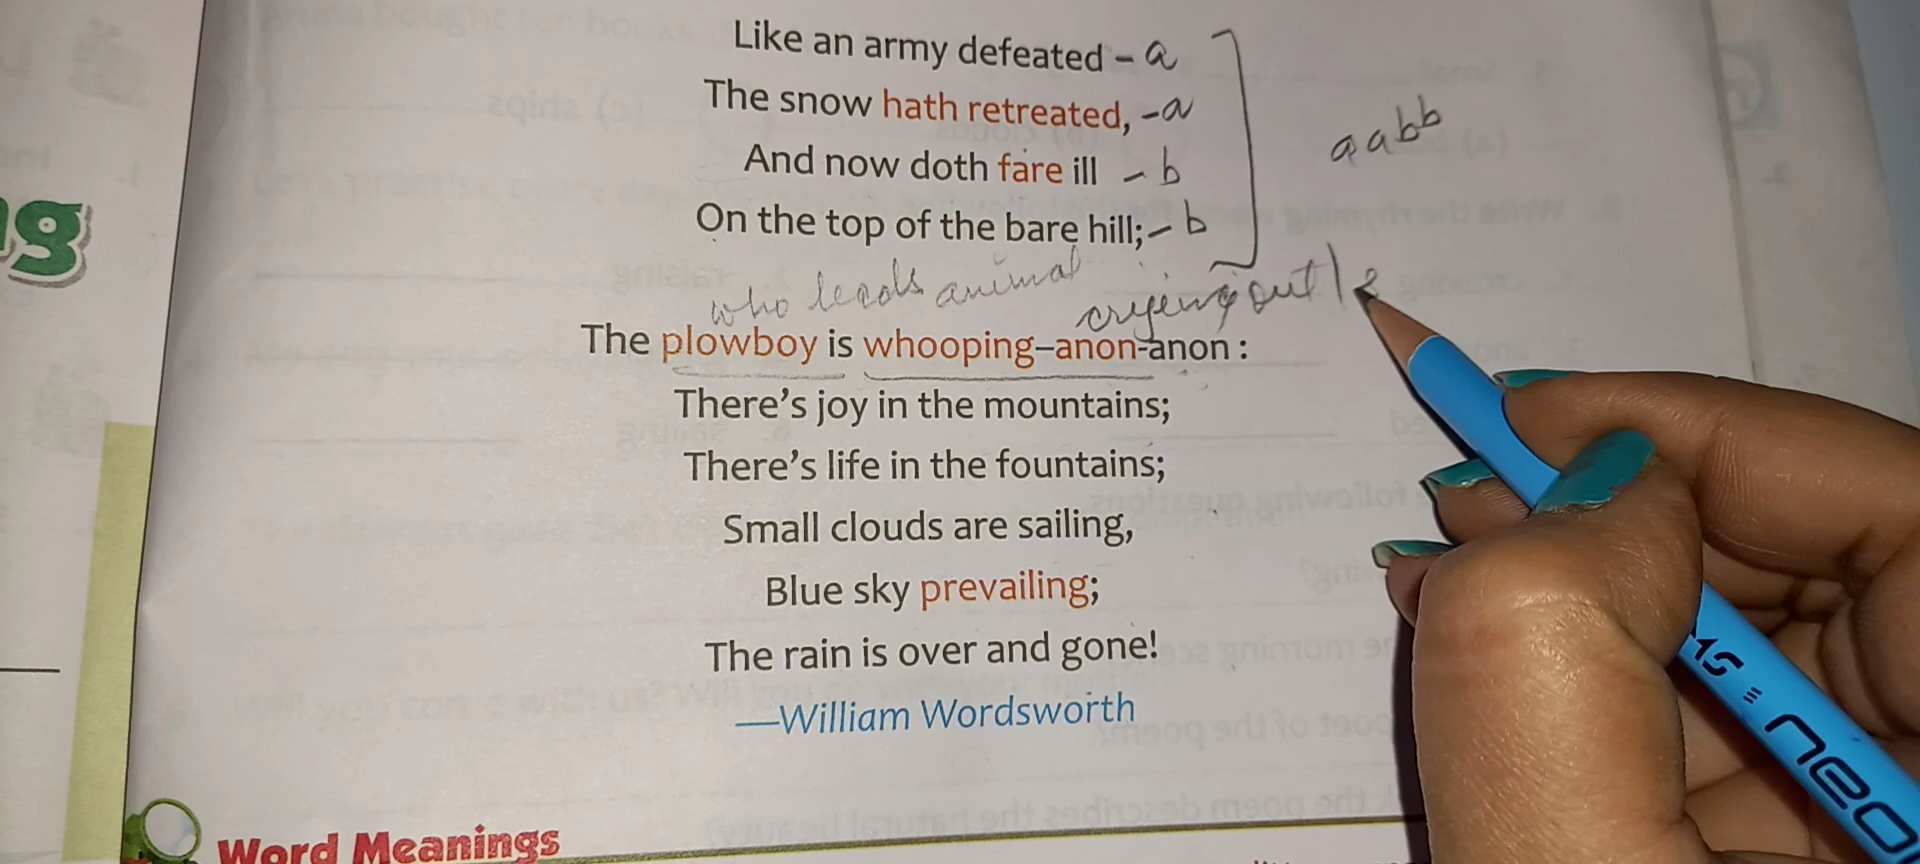 Like an army defeated - a
The snow hath retreated, - a
And now doth fare ill - b
On the top of the bare hill; - b
aabb
who leads animal
cryeing out
The plowboy is whooping–anon-anon :
There's joy in the mountains;
There's life in the fountains;
Small clouds are sailing,
Blue sky prevailing;
The rain is over and gone!
—William Wordsworth
Word Meanings
g
neo